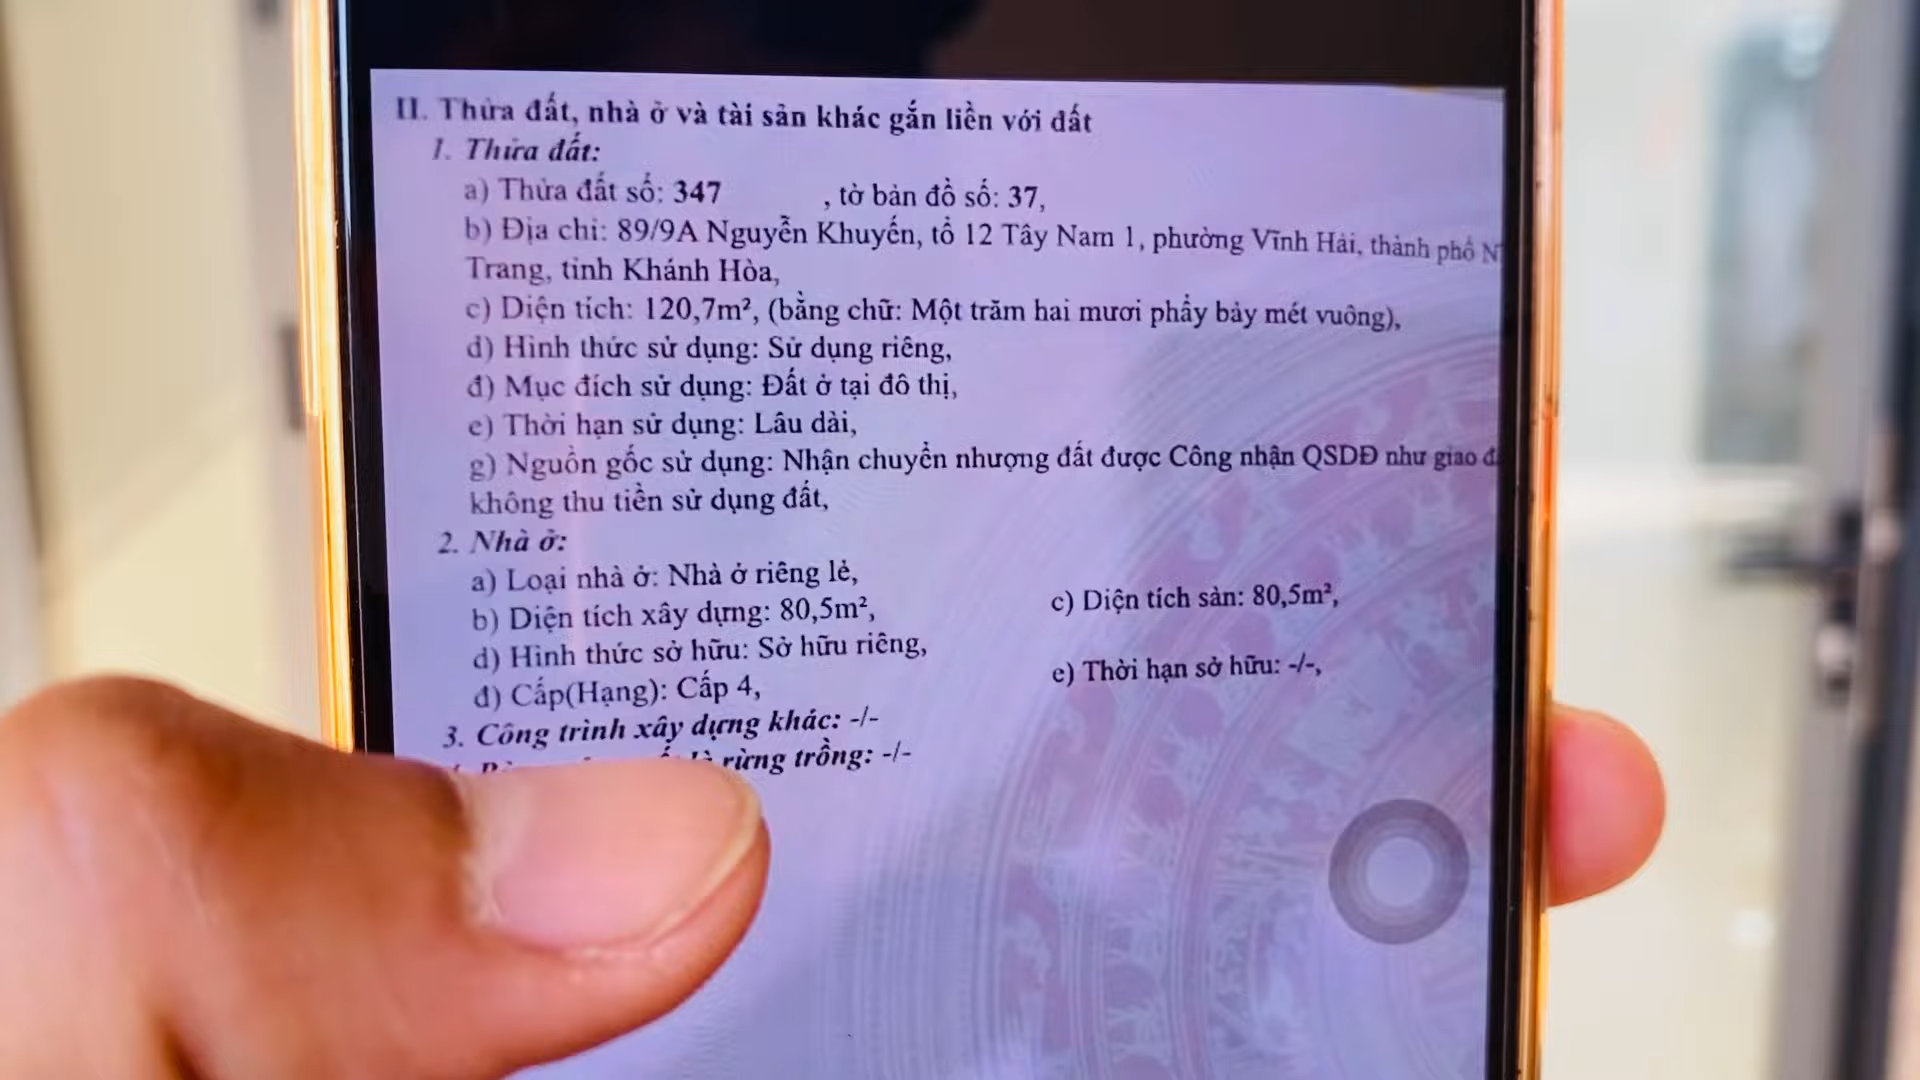 II. Thửa đất, nhà ở và tài sản khác gắn liền với đất
1. Thửa đất:
a) Thửa đất số: 347 , tờ bản đồ số: 37,
b) Địa chỉ: 89/9A Nguyễn Khuyến, tổ 12 Tây Nam 1, phường Vĩnh Hải, thành phố
Trang, tỉnh Khánh Hòa,
c) Diện tích: 120,7m², (bằng chữ: Một trăm hai mươi phẩy bảy mét vuông),
d) Hình thức sử dụng: Sử dụng riêng,
đ) Mục đích sử dụng: Đất ở tại đô thị,
e) Thời hạn sử dụng: Lâu dài,
g) Nguồn gốc sử dụng: Nhận chuyển nhượng đất được Công nhận QSDĐ như giao
không thu tiền sử dụng đất,
2. Nhà ở:
a) Loại nhà ở: Nhà ở riêng lẻ,
b) Diện tích xây dựng: 80,5m², c) Diện tích sàn: 80,5m²,
d) Hình thức sở hữu: Sở hữu riêng,
đ) Cấp(Hạng): Cấp 4, e) Thời hạn sở hữu: -/-,
3. Công trình xây dựng khác: -/-
rừng trồng: -/-